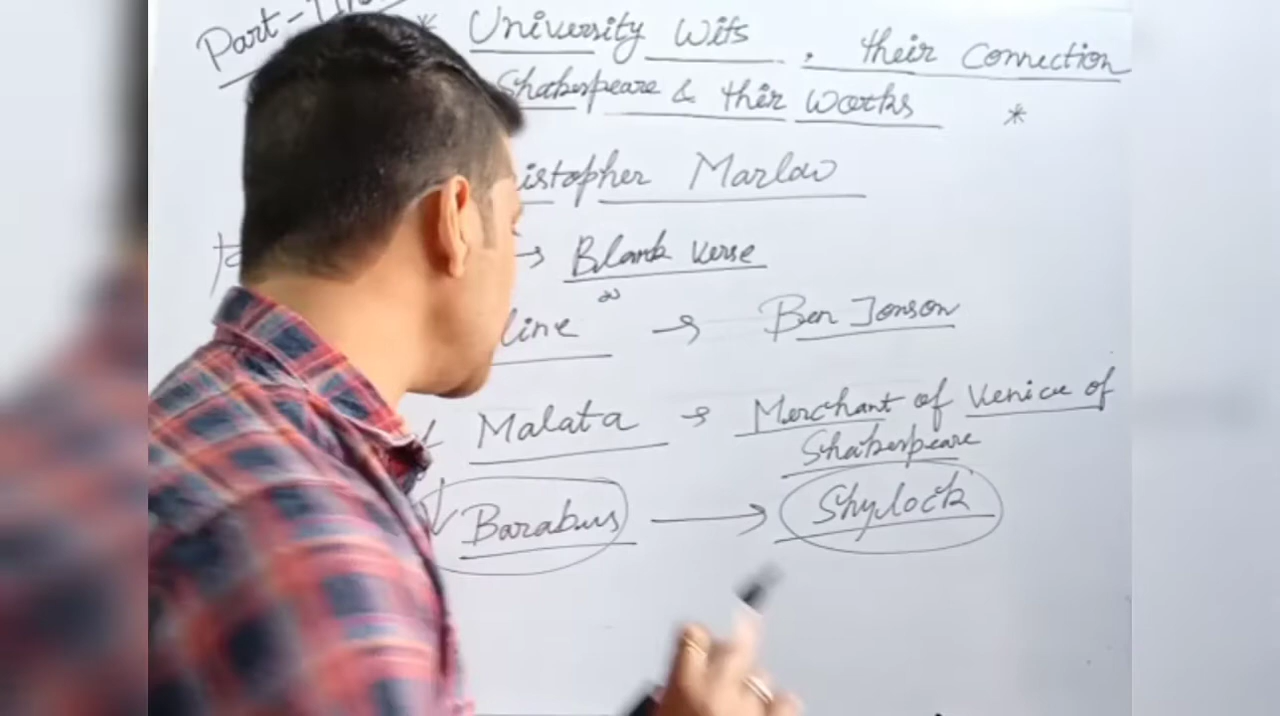 Part-
* University Wits . their Connection
Shakespeare & their Works *
istopher Marlow
→ Blank Verse
line → Ben Jonson
Malata → Merchant of Venice of
Shakespeare
↓ Barabus → Shylock